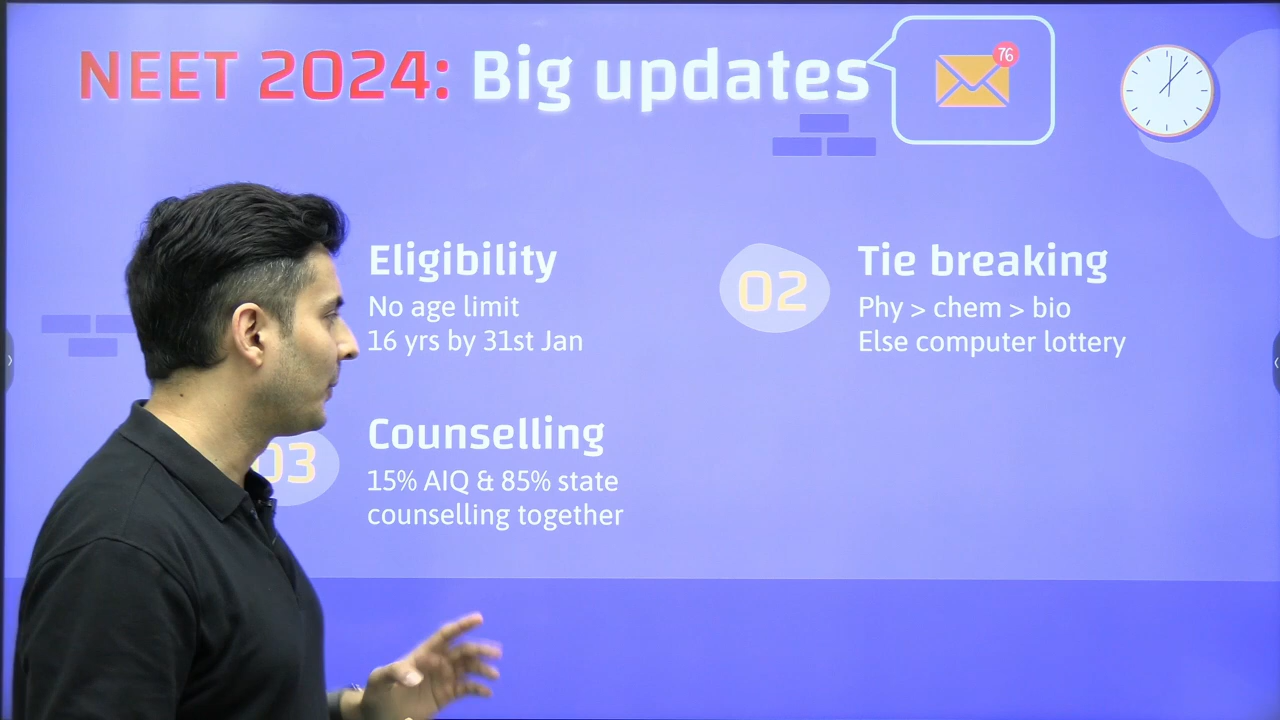 NEET 2024: Big updates
76
Eligibility
No age limit
16 yrs by 31st Jan
02
Tie breaking
Phy > chem > bio
Else computer lottery
03
Counselling
15% AIQ & 85% state
counselling together